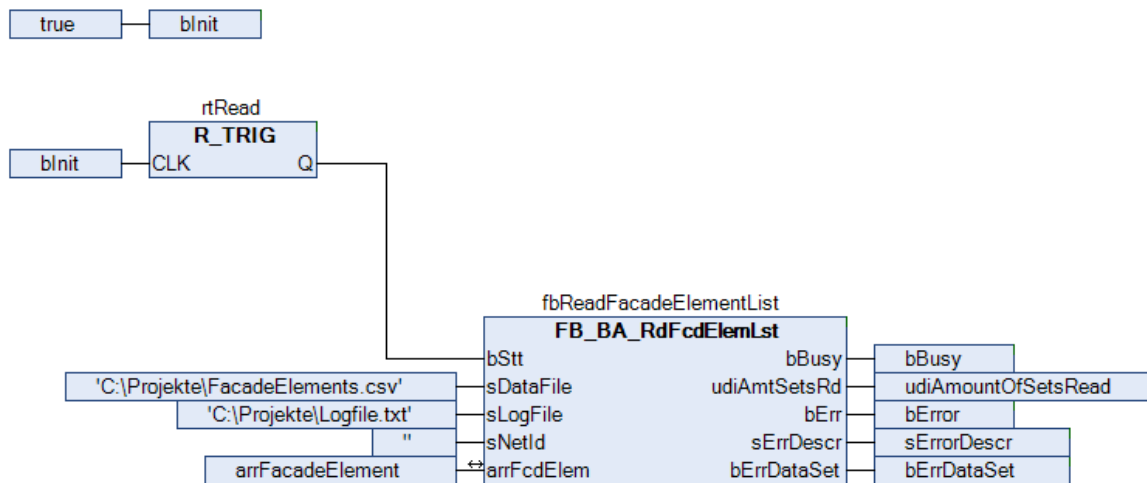 true bInit
rtRead
R_TRIG
bInit CLK Q
fbReadFacadeElementList
FB_BA_RdFcdElemLst
bStt bBusy bBusy
'C:\Projekte\FacadeElements.csv' sDataFile udiAmtSetsRd udiAmountOfSetsRead
'C:\Projekte\Logfile.txt' sLogFile bErr bError
'' sNetId sErrDescr sErrorDescr
arrFacadeElement arrFcdElem bErrDataSet bErrDataSet